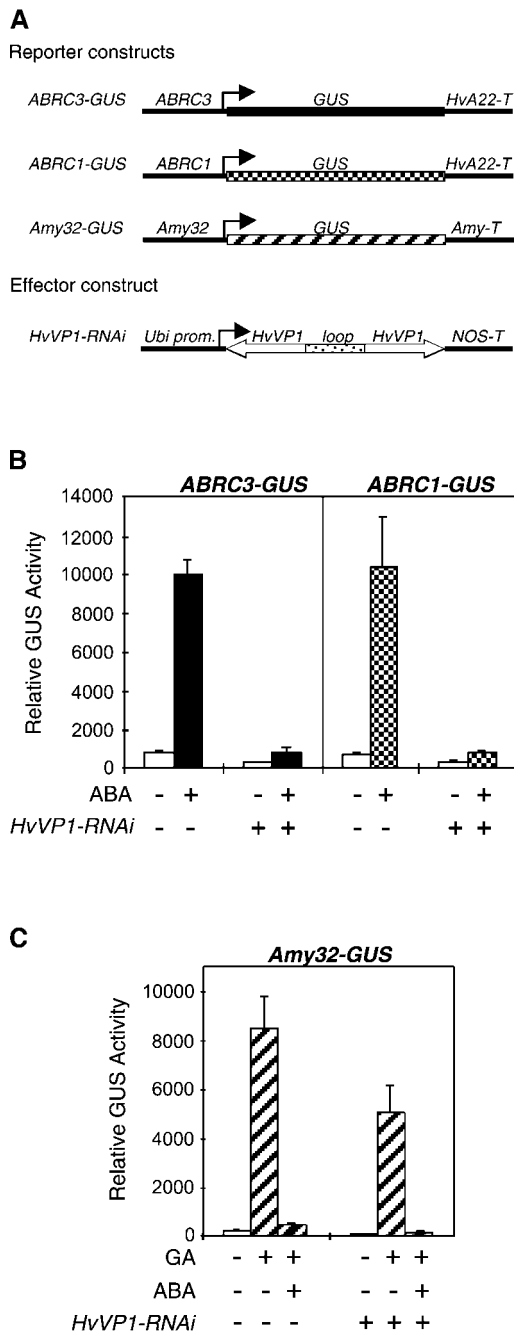 A
Reporter constructs
ABRC3-GUS ABRC3 GUS HvA22-T
ABRC1-GUS ABRC1 GUS HvA22-T
Amy32-GUS Amy32 GUS Amy-T
Effector construct
HvVP1-RNAi Ubi prom. HvVP1 loop HvVP1 NOS-T
B
ABRC3-GUS ABRC1-GUS
Relative GUS Activity
14000
12000
10000
8000
6000
4000
2000
0
ABA - + - + - + - +
HvVP1-RNAi - - + + - - + +
C
Amy32-GUS
Relative GUS Activity
10000
8000
6000
4000
2000
0
GA - + + - + +
ABA - - + - - +
HvVP1-RNAi - - - + + +